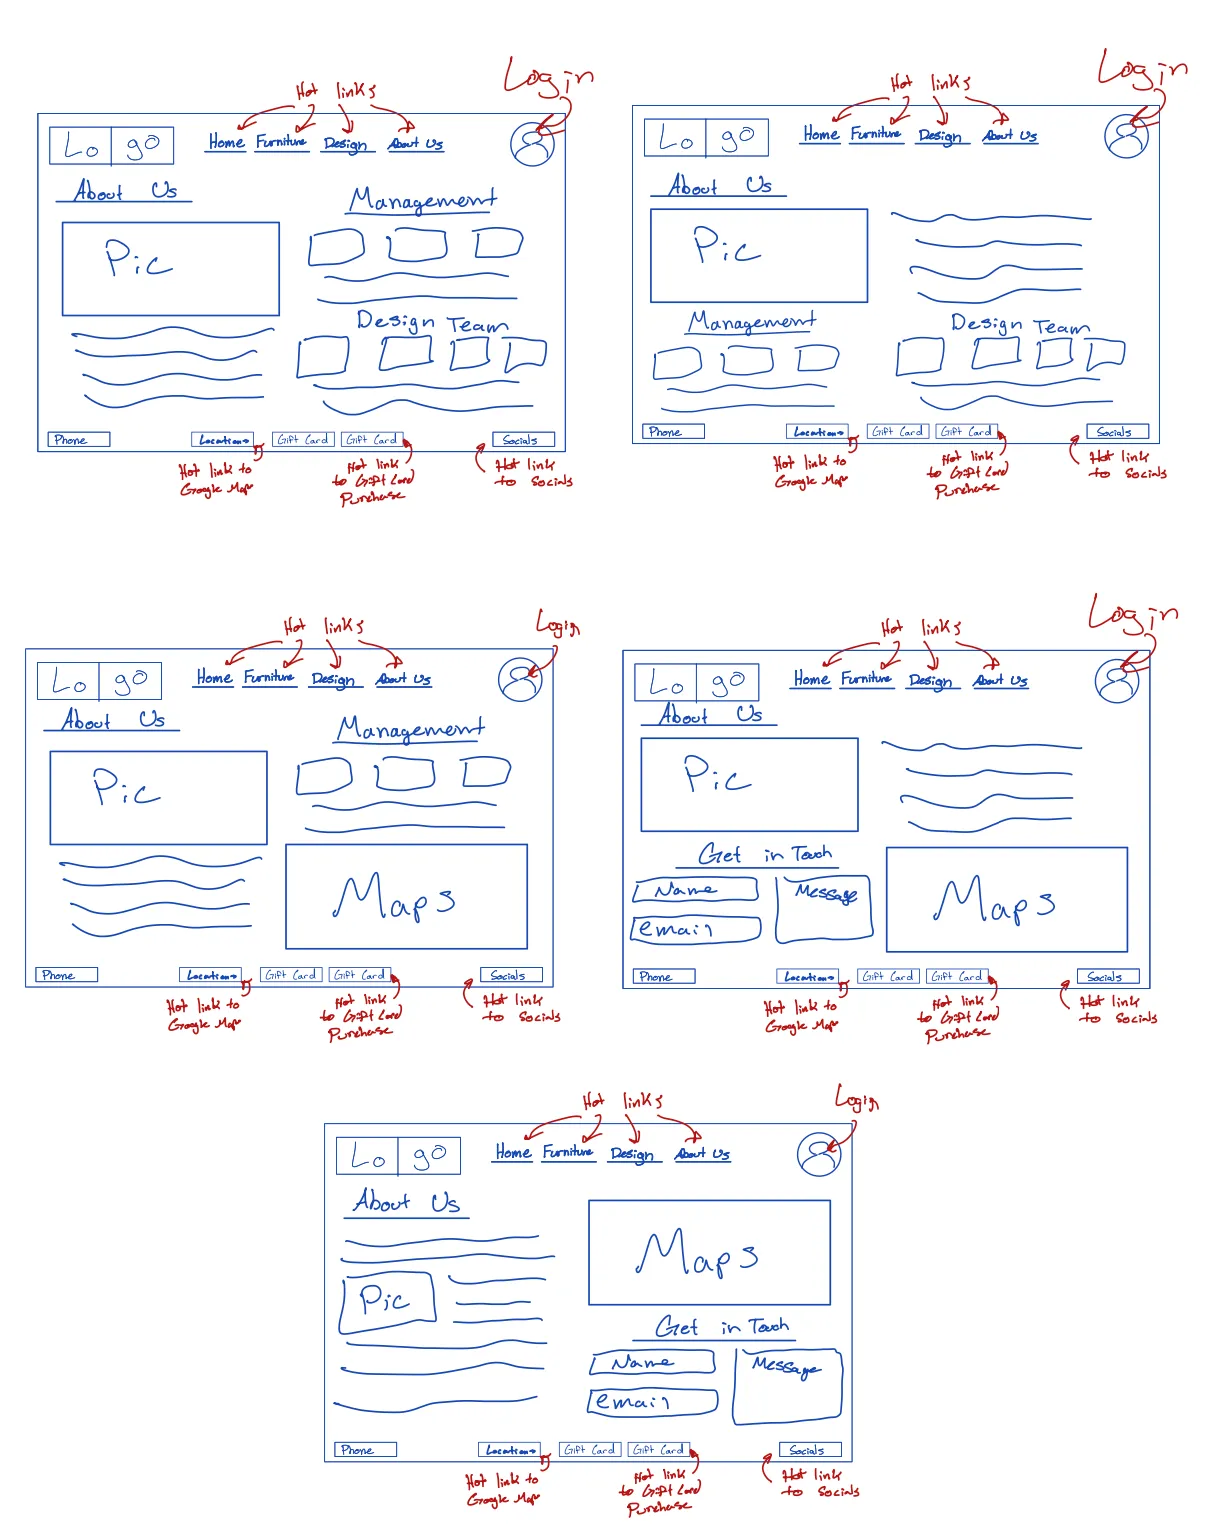 Login
Hot links
Lo go
Home Furniture Design About Us
About Us
Management
Pic
Design Team
Phone
Locations
Gift Card
Gift Card
Socials
Hot link to
Google Map
Hot link
to Gift Card
Purchase
Hot link
to Socials
Login
Hot links
Lo go
Home Furniture Design About Us
About Us
Pic
Management
Design Team
Phone
Locations
Gift Card
Gift Card
Socials
Hot link to
Google Map
Hot link
to Gift Card
Purchase
Hot link
to Socials
Login
Hot links
Lo go
Home Furniture Design About Us
About Us
Management
Pic
Maps
Phone
Locations
Gift Card
Gift Card
Socials
Hot link to
Google Map
Hot link
to Gift Card
Purchase
Hot link
to Socials
Login
Hot links
Lo go
Home Furniture Design About Us
About Us
Pic
Get in Touch
Name
Message
email
Maps
Phone
Locations
Gift Card
Gift Card
Socials
Hot link to
Google Map
Hot link
to Gift Card
Purchase
Hot link
to Socials
Login
Hot links
Lo go
Home Furniture Design About Us
About Us
Pic
Maps
Get in Touch
Name
Message
email
Phone
Locations
Gift Card
Gift Card
Socials
Hot link to
Google Map
Hot link
to Gift Card
Purchase
Hot link
to Socials